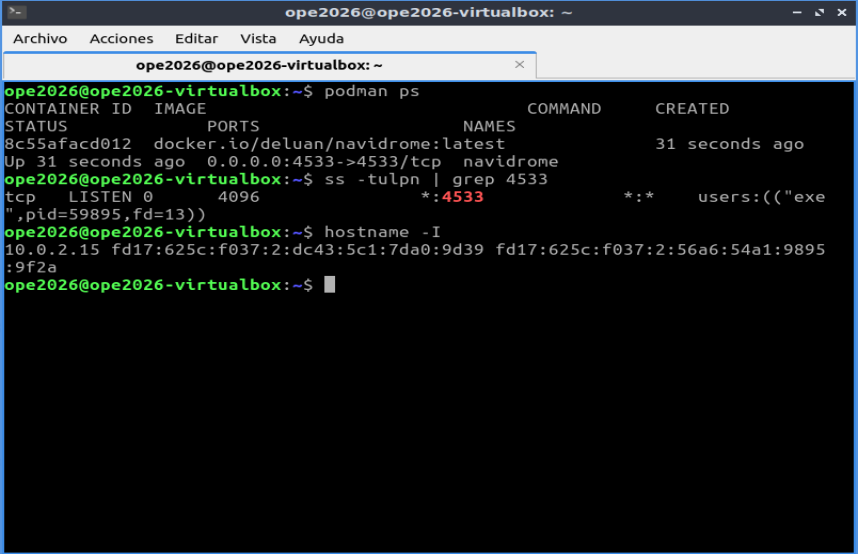 ope2026@ope2026-virtualbox: ~
Archivo Acciones Editar Vista Ayuda
ope2026@ope2026-virtualbox: ~
ope2026@ope2026-virtualbox:~$ podman ps
CONTAINER ID  IMAGE                          COMMAND     CREATED
STATUS             PORTS                   NAMES
8c55afacd012  docker.io/deluan/navidrome:latest              31 seconds ago
Up 31 seconds ago  0.0.0.0:4533->4533/tcp  navidrome
ope2026@ope2026-virtualbox:~$ ss -tulpn | grep 4533
tcp   LISTEN 0      4096             *:4533            *:*    users:(("exe
",pid=59895,fd=13))
ope2026@ope2026-virtualbox:~$ hostname -I
10.0.2.15 fd17:625c:f037:2:dc43:5c1:7da0:9d39 fd17:625c:f037:2:56a6:54a1:9895
:9f2a
ope2026@ope2026-virtualbox:~$